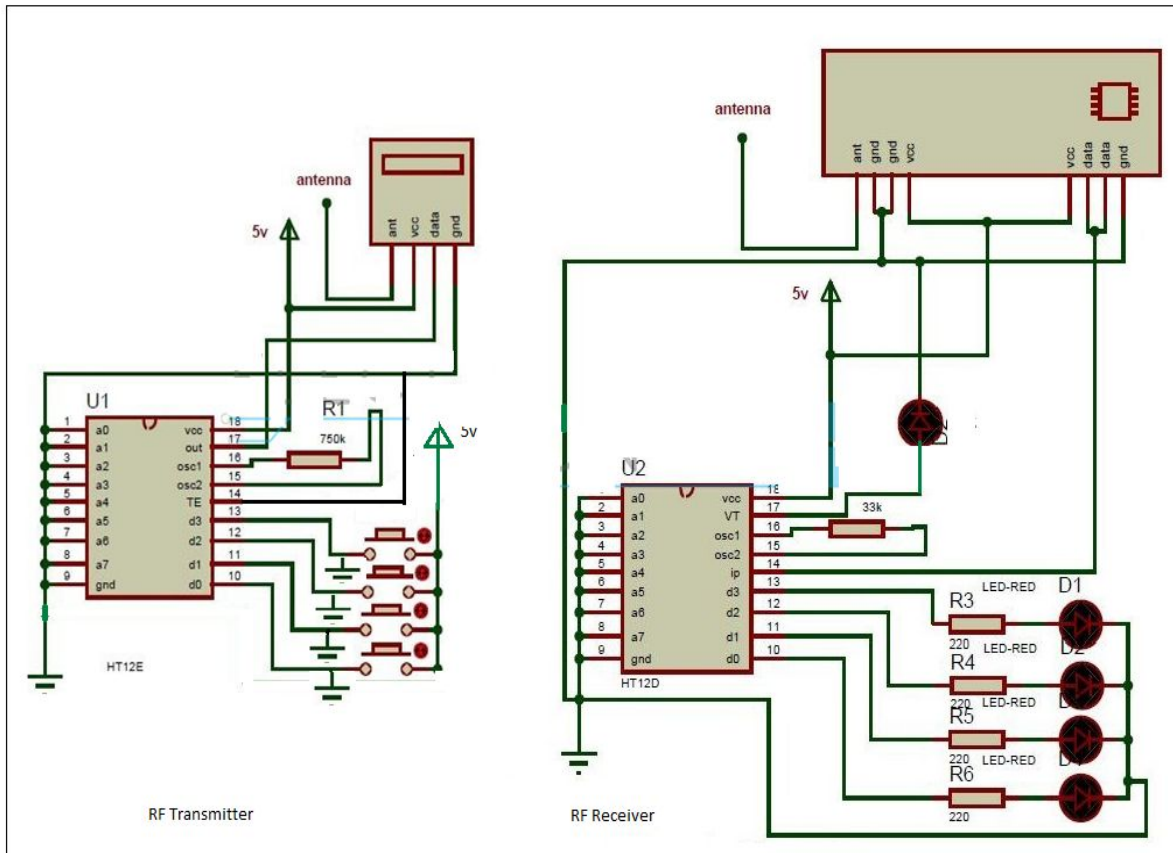 antenna
5v
ant
vcc
data
gnd
U1
R1
750k
5v
1 a0 vcc 18
2 a1 out 17
3 a2 osc1 16
4 a3 osc2 15
5 a4 TE 14
6 a5 d3 13
7 a6 d2 12
8 a7 d1 11
9 gnd d0 10
HT12E
RF Transmitter
antenna
ant
gnd
gnd
vcc
vcc
data
data
gnd
5v
D2
U2
33k
1 a0 vcc 18
2 a1 VT 17
3 a2 osc1 16
4 a3 osc2 15
5 a4 ip 14
6 a5 d3 13
7 a6 d2 12
8 a7 d1 11
9 gnd d0 10
HT12D
LED-RED D1
R3
220 LED-RED D2
R4
220 LED-RED
R5
220 LED-RED
R6
220
RF Receiver